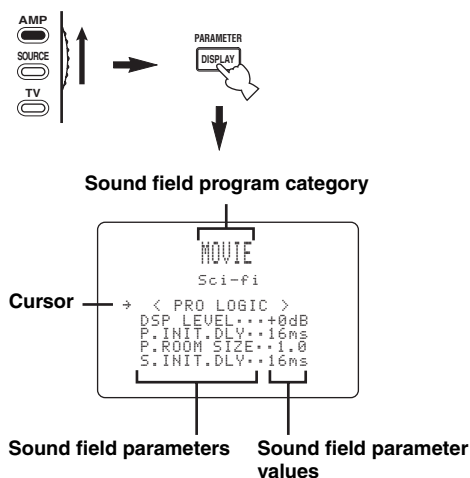 AMP
SOURCE
TV
PARAMETER
DISPLAY
Sound field program category
MOVIE
Sci-fi
Cursor
→ < PRO LOGIC >
DSP LEVEL···+0dB
P.INIT.DLY··16ms
P.ROOM SIZE··1.0
S.INIT.DLY··16ms
Sound field parameters
Sound field parameter
values